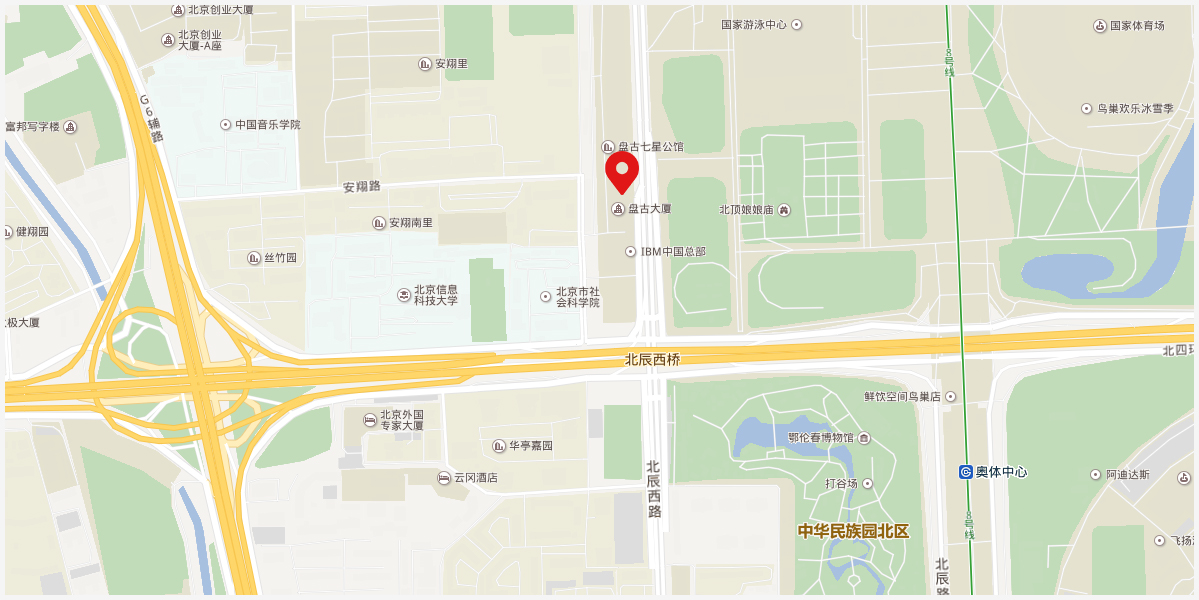 北京创业大厦
北京创业
大厦-A座
国家游泳中心
国家体育场
安翔里
8号线
G6辅路
鸟巢欢乐冰雪季
富邦写字楼
中国音乐学院
盘古七星公馆
安翔路
盘古大厦
北顶娘娘庙
安翔南里
健翔园
IBM中国总部
丝竹园
北京信息
科技大学
北京市社
会科学院
极大厦
北辰西桥
北四环
鲜饮空间鸟巢店
北京外国
专家大厦
鄂伦春博物馆
华亭嘉园
奥体中心
阿迪达斯
云冈酒店
打谷场
北辰西路
中华民族园北区
8号线
飞扬
北辰路